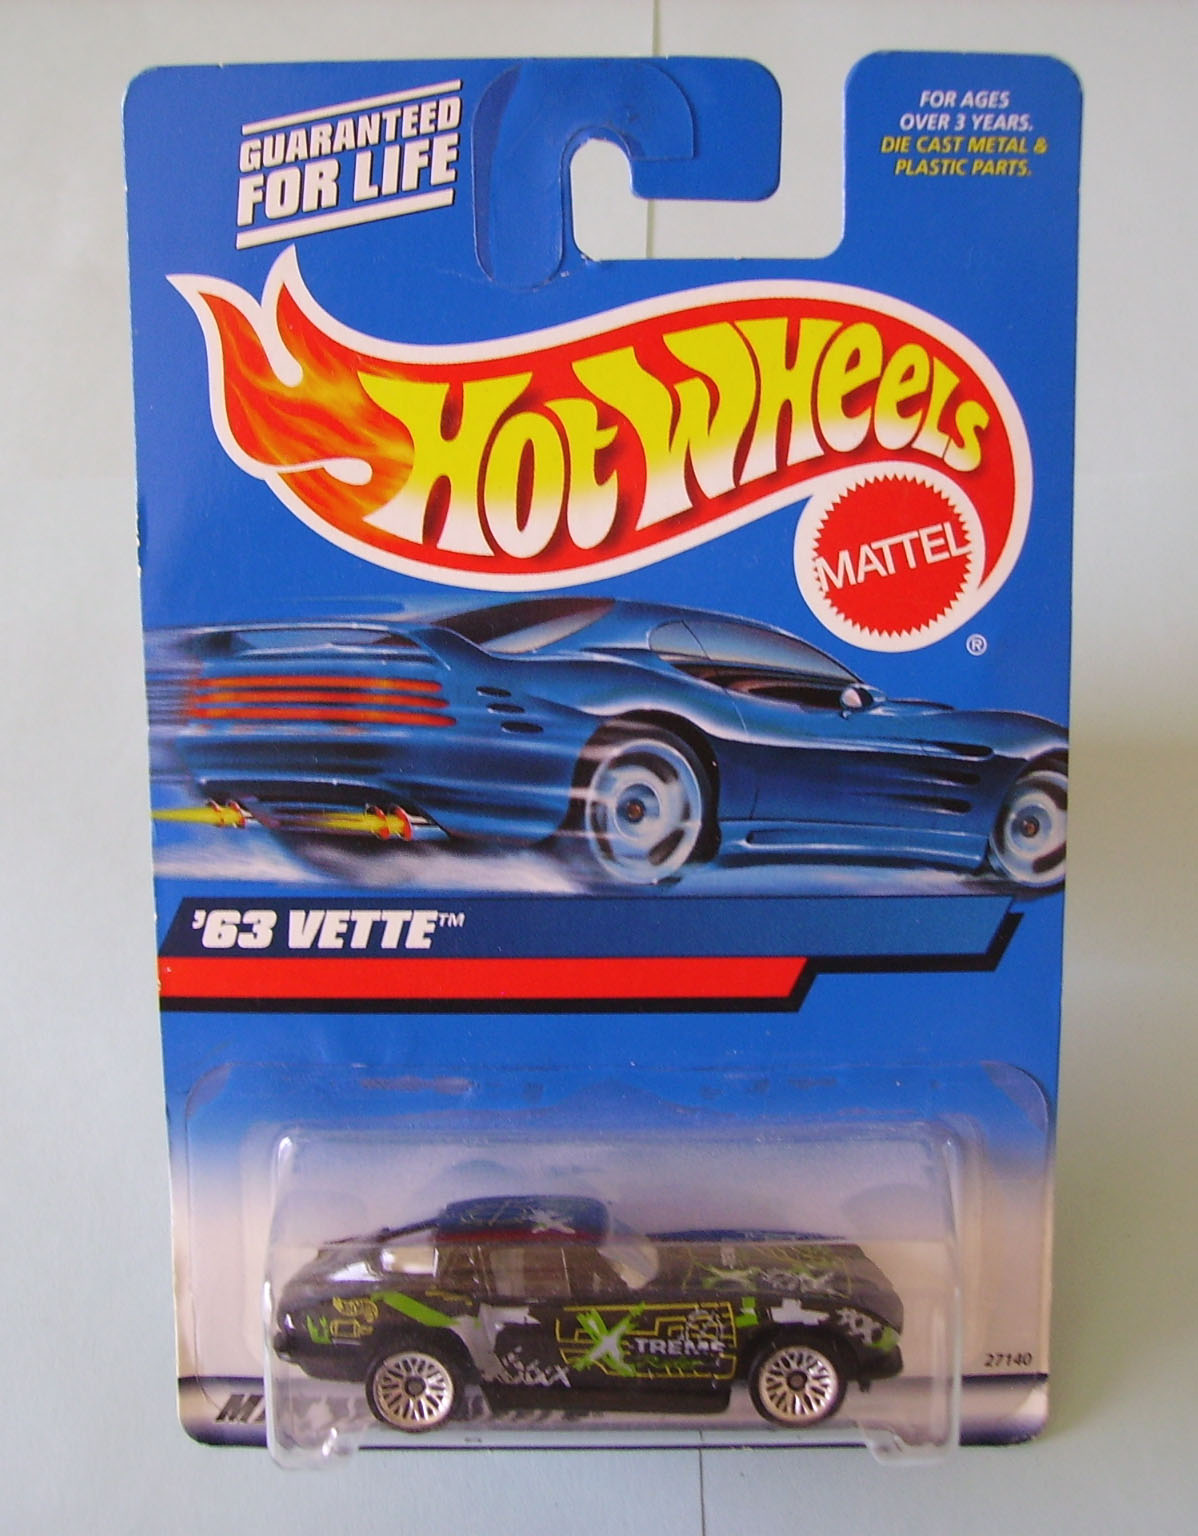 GUARANTEED
FOR LIFE
FOR AGES
OVER 3 YEARS.
DIE CAST METAL &
PLASTIC PARTS.
HOT WHEELS
MATTEL
®
'63 VETTE™
X-TREME
27140